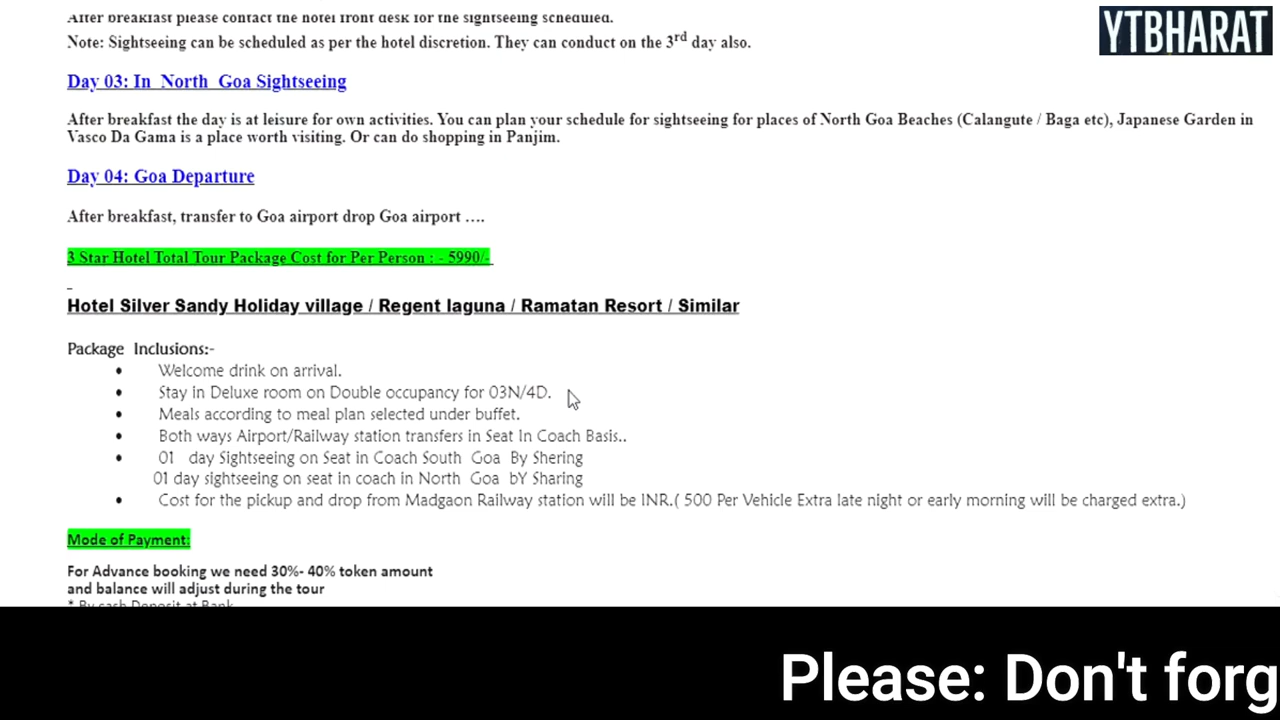 After breakfast please contact the hotel front desk for the sightseeing scheduled.
YTBHARAT
Note: Sightseeing can be scheduled as per the hotel discretion. They can conduct on the 3rd day also.
Day 03: In North Goa Sightseeing
After breakfast the day is at leisure for own activities. You can plan your schedule for sightseeing for places of North Goa Beaches (Calangute / Baga etc), Japanese Garden in
Vasco Da Gama is a place worth visiting. Or can do shopping in Panjim.
Day 04: Goa Departure
After breakfast, transfer to Goa airport drop Goa airport ....
3 Star Hotel Total Tour Package Cost for Per Person : - 5990/-
Hotel Silver Sandy Holiday village / Regent laguna / Ramatan Resort / Similar
Package Inclusions:-
• Welcome drink on arrival.
• Stay in Deluxe room on Double occupancy for 03N/4D.
• Meals according to meal plan selected under buffet.
• Both ways Airport/Railway station transfers in Seat In Coach Basis..
• 01 day Sightseeing on Seat in Coach South Goa By Shering
01 day sightseeing on seat in coach in North Goa bY Sharing
• Cost for the pickup and drop from Madgaon Railway station will be INR.( 500 Per Vehicle Extra late night or early morning will be charged extra.)
Mode of Payment:
For Advance booking we need 30%- 40% token amount
and balance will adjust during the tour
* By cash Deposit at Bank
Please: Don't forg